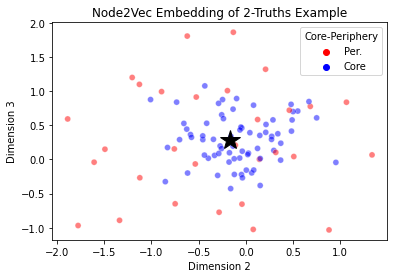 Node2Vec Embedding of 2-Truths Example
Core-Periphery
Per.
Core
Dimension 3
2.0
1.5
1.0
0.5
0.0
−0.5
−1.0
−2.0 −1.5 −1.0 −0.5 0.0 0.5 1.0
Dimension 2